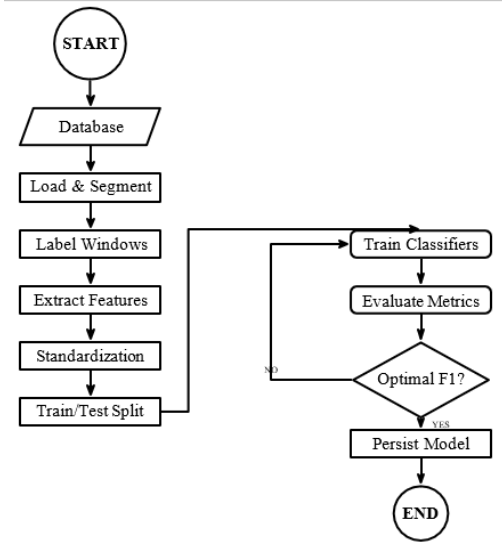 START
Database
Load & Segment
Label Windows
Extract Features
Standardization
Train/Test Split
Train Classifiers
Evaluate Metrics
Optimal F1?
NO
YES
Persist Model
END